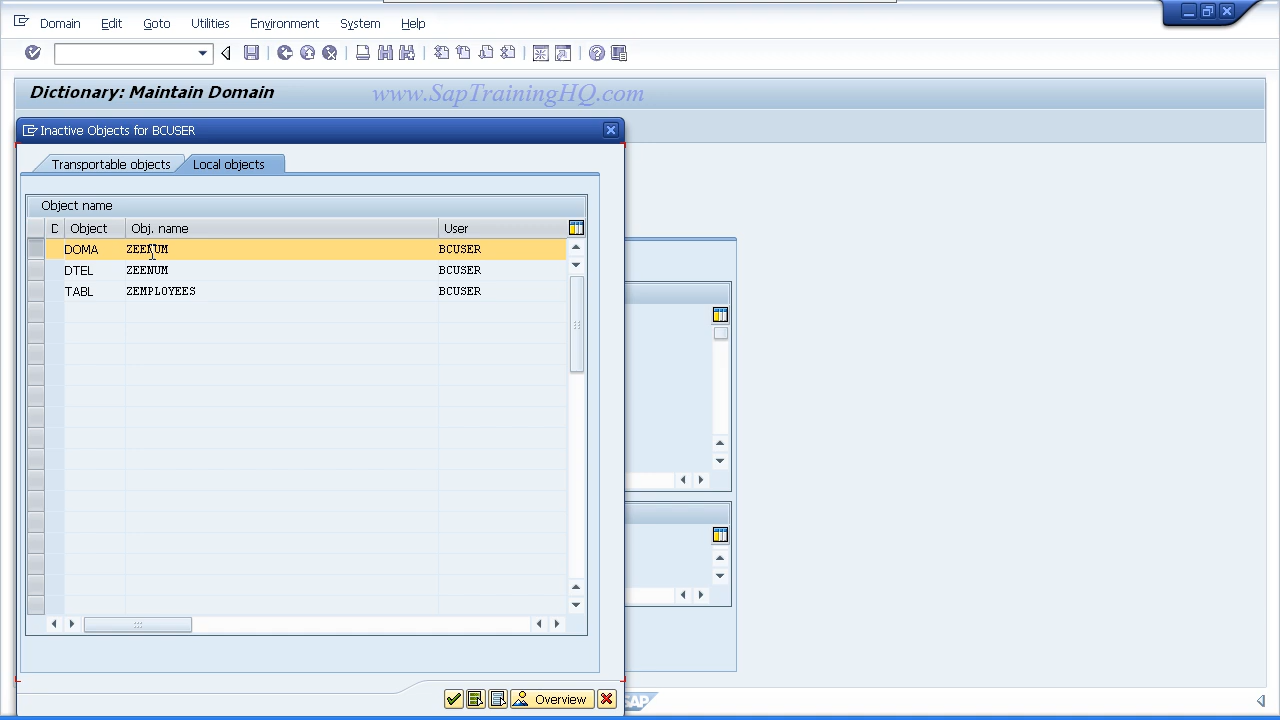 Domain Edit Goto Utilities Environment System Help
Dictionary: Maintain Domain
www.SapTrainingHQ.com
Inactive Objects for BCUSER
Transportable objects Local objects
Object name
D Object Obj. name User
DOMA ZEENUM BCUSER
DTEL ZEENUM BCUSER
TABL ZEMPLOYEES BCUSER
Overview
SAP